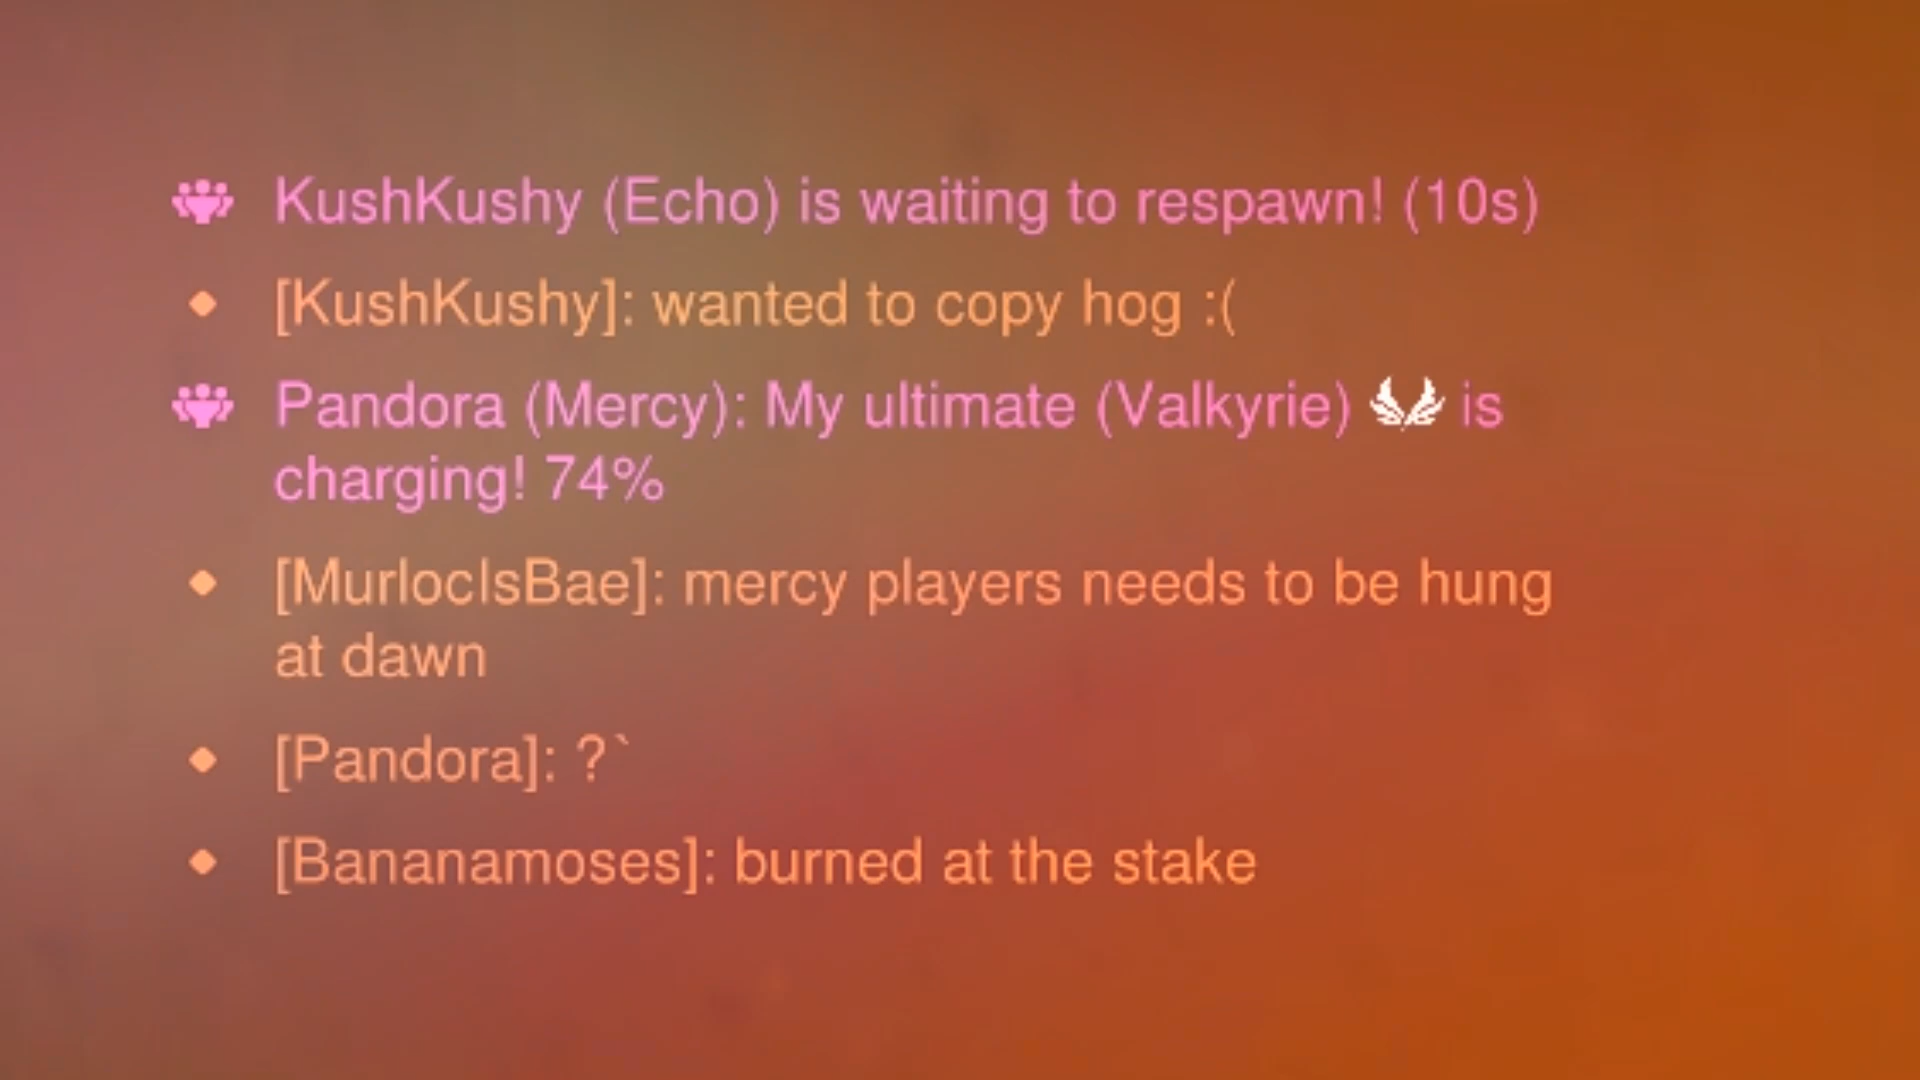 KushKushy (Echo) is waiting to respawn! (10s)
[KushKushy]: wanted to copy hog :(
Pandora (Mercy): My ultimate (Valkyrie) is
charging! 74%
[MurlocIsBae]: mercy players needs to be hung
at dawn
[Pandora]: ?`
[Bananamoses]: burned at the stake